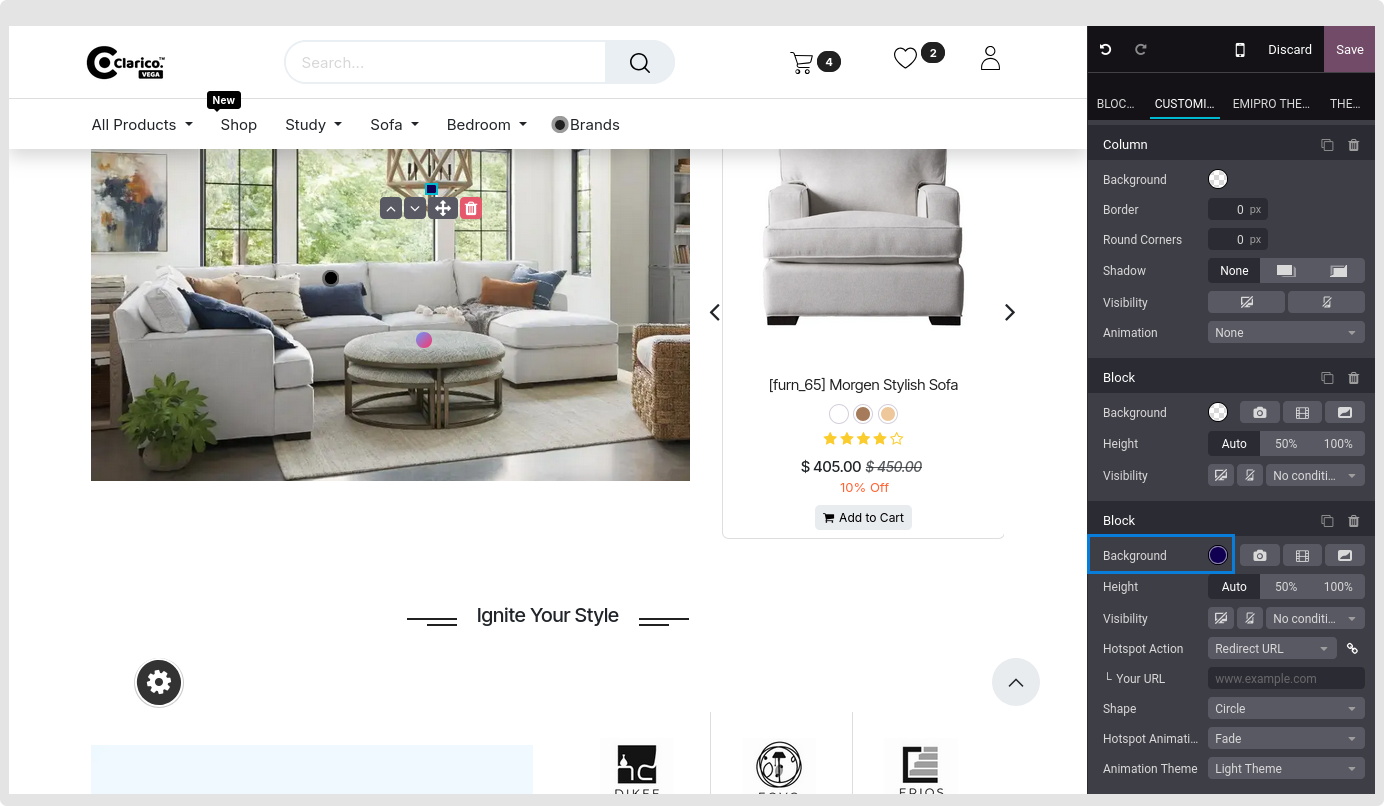 Clarico.
VEGA
Search...
4
2
Discard
Save
New
All Products
Shop
Study
Sofa
Bedroom
Brands
BLOC...
CUSTOMI...
EMIPRO THE...
THE...
Column
Background
Border
0 px
Round Corners
0 px
Shadow
None
Visibility
Animation
None
Block
Background
Height
Auto
50%
100%
Visibility
No conditi...
Block
Background
Height
Auto
50%
100%
Visibility
No conditi...
Hotspot Action
Redirect URL
└ Your URL
www.example.com
Shape
Circle
Hotspot Animati...
Fade
Animation Theme
Light Theme
[furn_65] Morgen Stylish Sofa
$ 405.00 $ 450.00
10% Off
Add to Cart
Ignite Your Style